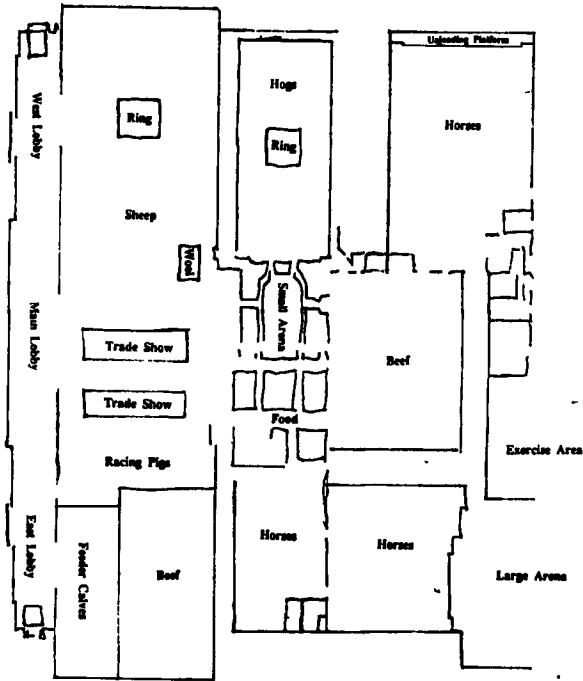 Unloading Platform
West Lobby
Hogs
Ring
Ring
Horses
Sheep
Wool
Small Arena
Main Lobby
Trade Show
Beef
Trade Show
Food
Racing Pigs
Exercise Area
East Lobby
Feeder Calves
Beef
Horses
Horses
Large Arena